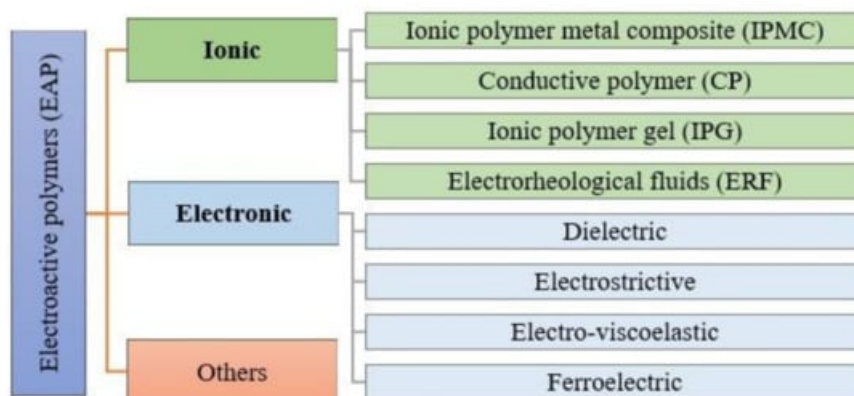 Electroactive polymers (EAP)
Ionic
Ionic polymer metal composite (IPMC)
Conductive polymer (CP)
Ionic polymer gel (IPG)
Electrorheological fluids (ERF)
Electronic
Dielectric
Electrostrictive
Electro-viscoelastic
Ferroelectric
Others